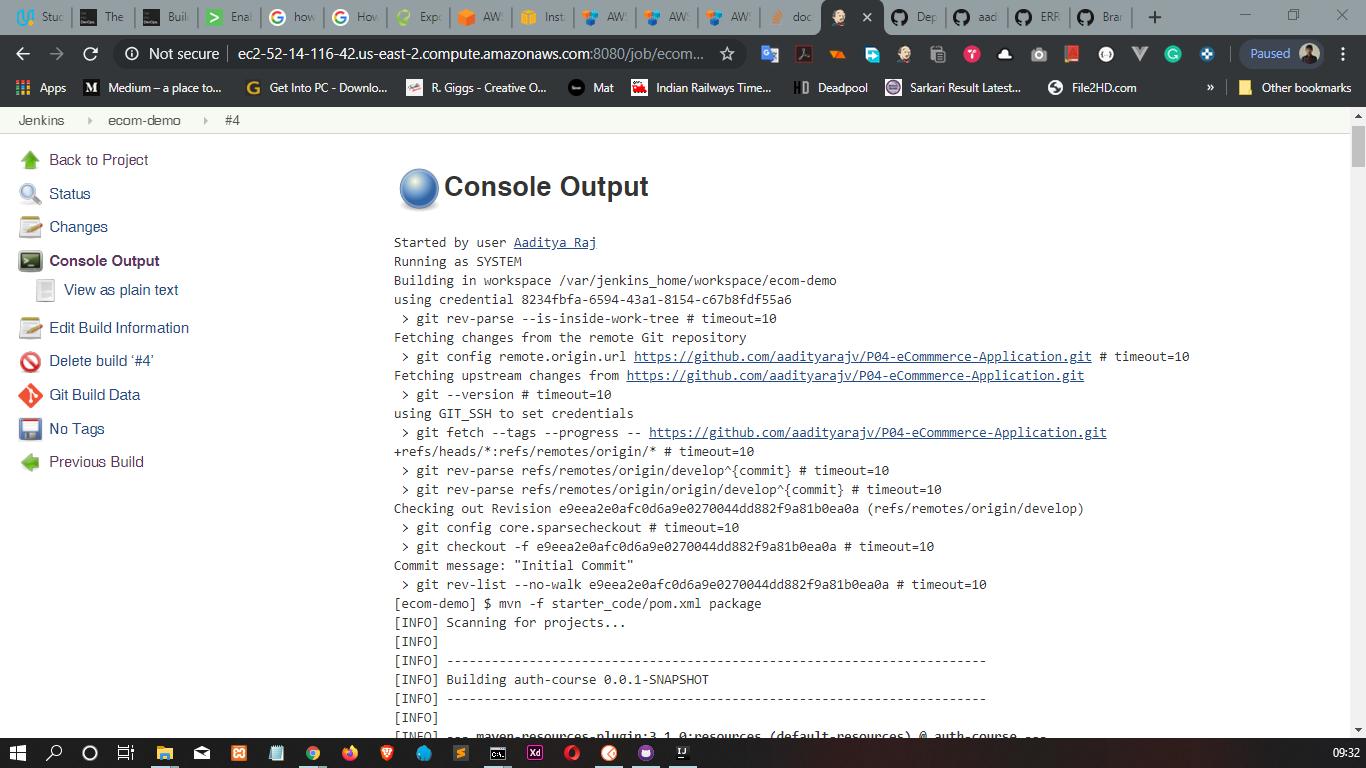 Stud
The
Buil
Enal
how
How
Expo
AWS
Insta
AWS
AWS
AWS
doc
Dep
aad
ERR
Brar
Not secure
ec2-52-14-116-42.us-east-2.compute.amazonaws.com:8080/job/ecom...
Paused
Apps
Medium – a place to...
Get Into PC - Downlo...
R. Giggs - Creative O...
Mat
Indian Railways Time...
HD Deadpool
Sarkari Result Latest...
File2HD.com
»
Other bookmarks
Jenkins
ecom-demo
#4
Back to Project
Status
Changes
Console Output
View as plain text
Edit Build Information
Delete build ‘#4’
Git Build Data
No Tags
Previous Build
Console Output
Started by user Aaditya Raj
Running as SYSTEM
Building in workspace /var/jenkins_home/workspace/ecom-demo
using credential 8234fbfa-6594-43a1-8154-c67b8fdf55a6
> git rev-parse --is-inside-work-tree # timeout=10
Fetching changes from the remote Git repository
> git config remote.origin.url https://github.com/aadityarajv/P04-eCommmerce-Application.git # timeout=10
Fetching upstream changes from https://github.com/aadityarajv/P04-eCommmerce-Application.git
> git --version # timeout=10
using GIT_SSH to set credentials
> git fetch --tags --progress -- https://github.com/aadityarajv/P04-eCommmerce-Application.git
+refs/heads/*:refs/remotes/origin/* # timeout=10
> git rev-parse refs/remotes/origin/develop^{commit} # timeout=10
> git rev-parse refs/remotes/origin/origin/develop^{commit} # timeout=10
Checking out Revision e9eea2e0afc0d6a9e0270044dd882f9a81b0ea0a (refs/remotes/origin/develop)
> git config core.sparsecheckout # timeout=10
> git checkout -f e9eea2e0afc0d6a9e0270044dd882f9a81b0ea0a # timeout=10
Commit message: "Initial Commit"
> git rev-list --no-walk e9eea2e0afc0d6a9e0270044dd882f9a81b0ea0a # timeout=10
[ecom-demo] $ mvn -f starter_code/pom.xml package
[INFO] Scanning for projects...
[INFO]
[INFO] ------------------------------------------------------------------------
[INFO] Building auth-course 0.0.1-SNAPSHOT
[INFO] ------------------------------------------------------------------------
[INFO]
[INFO] --- maven-resources-plugin:3.1.0:resources (default-resources) @ auth-course ---
Xd
09:32